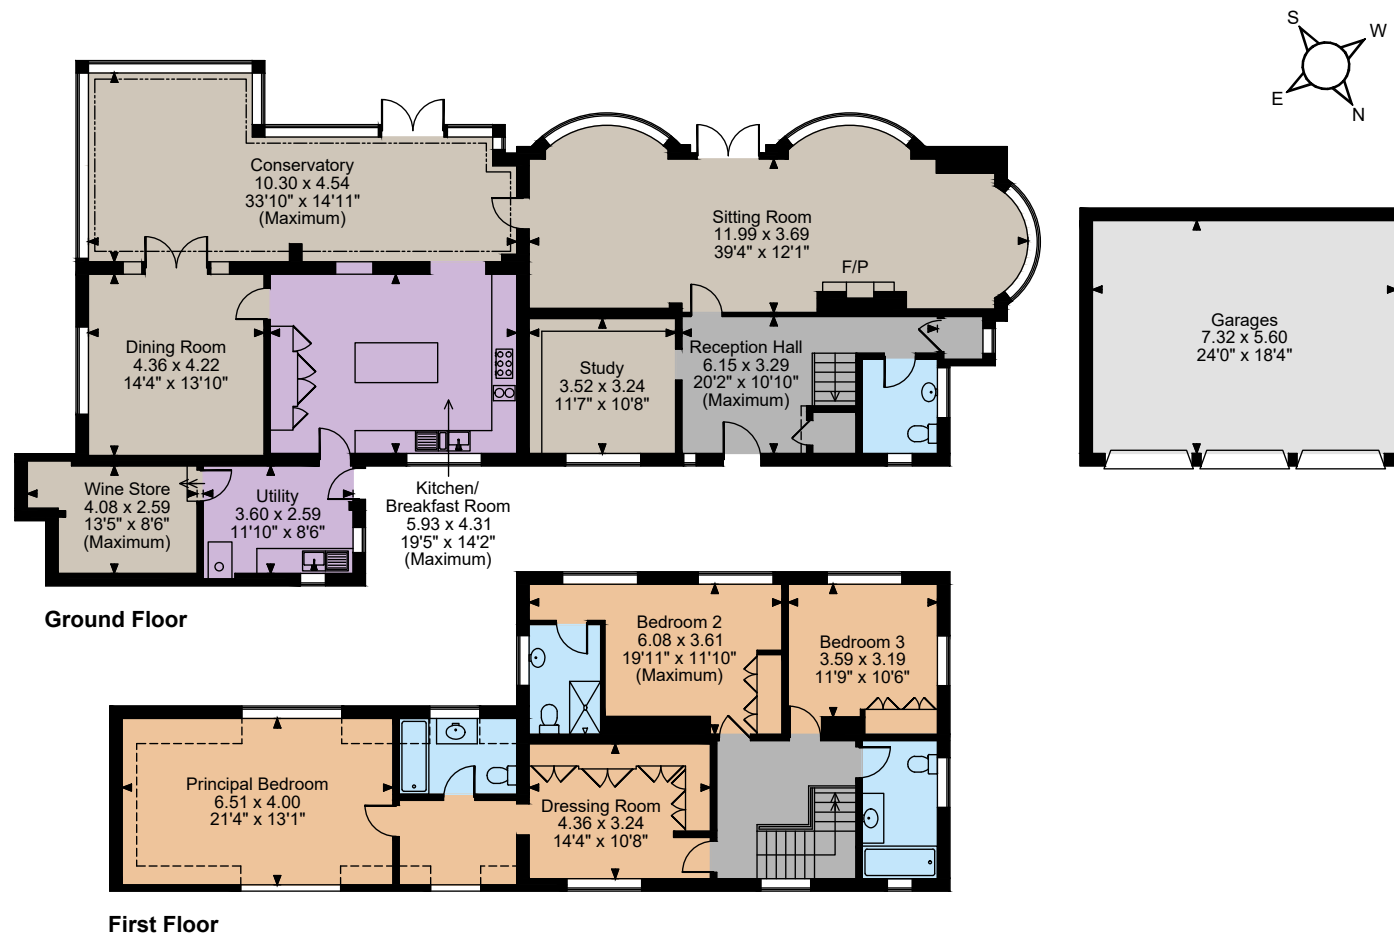 S
W
E
N
Conservatory
10.30 x 4.54
33'10" x 14'11"
(Maximum)
Sitting Room
11.99 x 3.69
39'4" x 12'1"
F/P
Garages
7.32 x 5.60
24'0" x 18'4"
Dining Room
4.36 x 4.22
14'4" x 13'10"
Study
3.52 x 3.24
11'7" x 10'8"
Reception Hall
6.15 x 3.29
20'2" x 10'10"
(Maximum)
Wine Store
4.08 x 2.59
13'5" x 8'6"
(Maximum)
Utility
3.60 x 2.59
11'10" x 8'6"
Kitchen/
Breakfast Room
5.93 x 4.31
19'5" x 14'2"
(Maximum)
Ground Floor
Bedroom 2
6.08 x 3.61
19'11" x 11'10"
(Maximum)
Bedroom 3
3.59 x 3.19
11'9" x 10'6"
Principal Bedroom
6.51 x 4.00
21'4" x 13'1"
Dressing Room
4.36 x 3.24
14'4" x 10'8"
First Floor